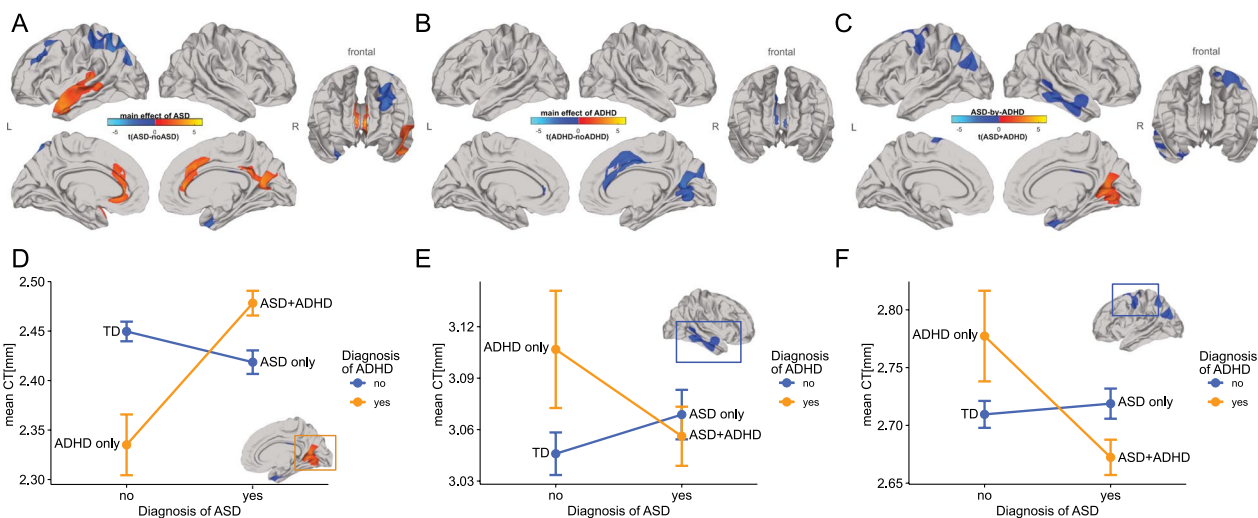 A
B
C
frontal
frontal
frontal
main effect of ASD
-5 0 5
t(ASD-noASD)
main effect of ADHD
-5 0 5
t(ADHD-noADHD)
ASD-by-ADHD
-5 0 5
t(ASD+ADHD)
L
R
L
R
L
R
D
2,50
2,45
2,40
2,35
2,30
mean CT[mm]
TD
ADHD only
ASD+ADHD
ASD only
Diagnosis
of ADHD
no
yes
no
yes
Diagnosis of ASD
E
3.12
3.09
3.06
3.03
mean CT[mm]
ADHD only
TD
ASD only
ASD+ADHD
Diagnosis
of ADHD
no
yes
no
yes
Diagnosis of ASD
F
2.80
2.75
2.70
2.65
mean CT[mm]
ADHD only
TD
ASD only
ASD+ADHD
Diagnosis
of ADHD
no
yes
no
yes
Diagnosis of ASD